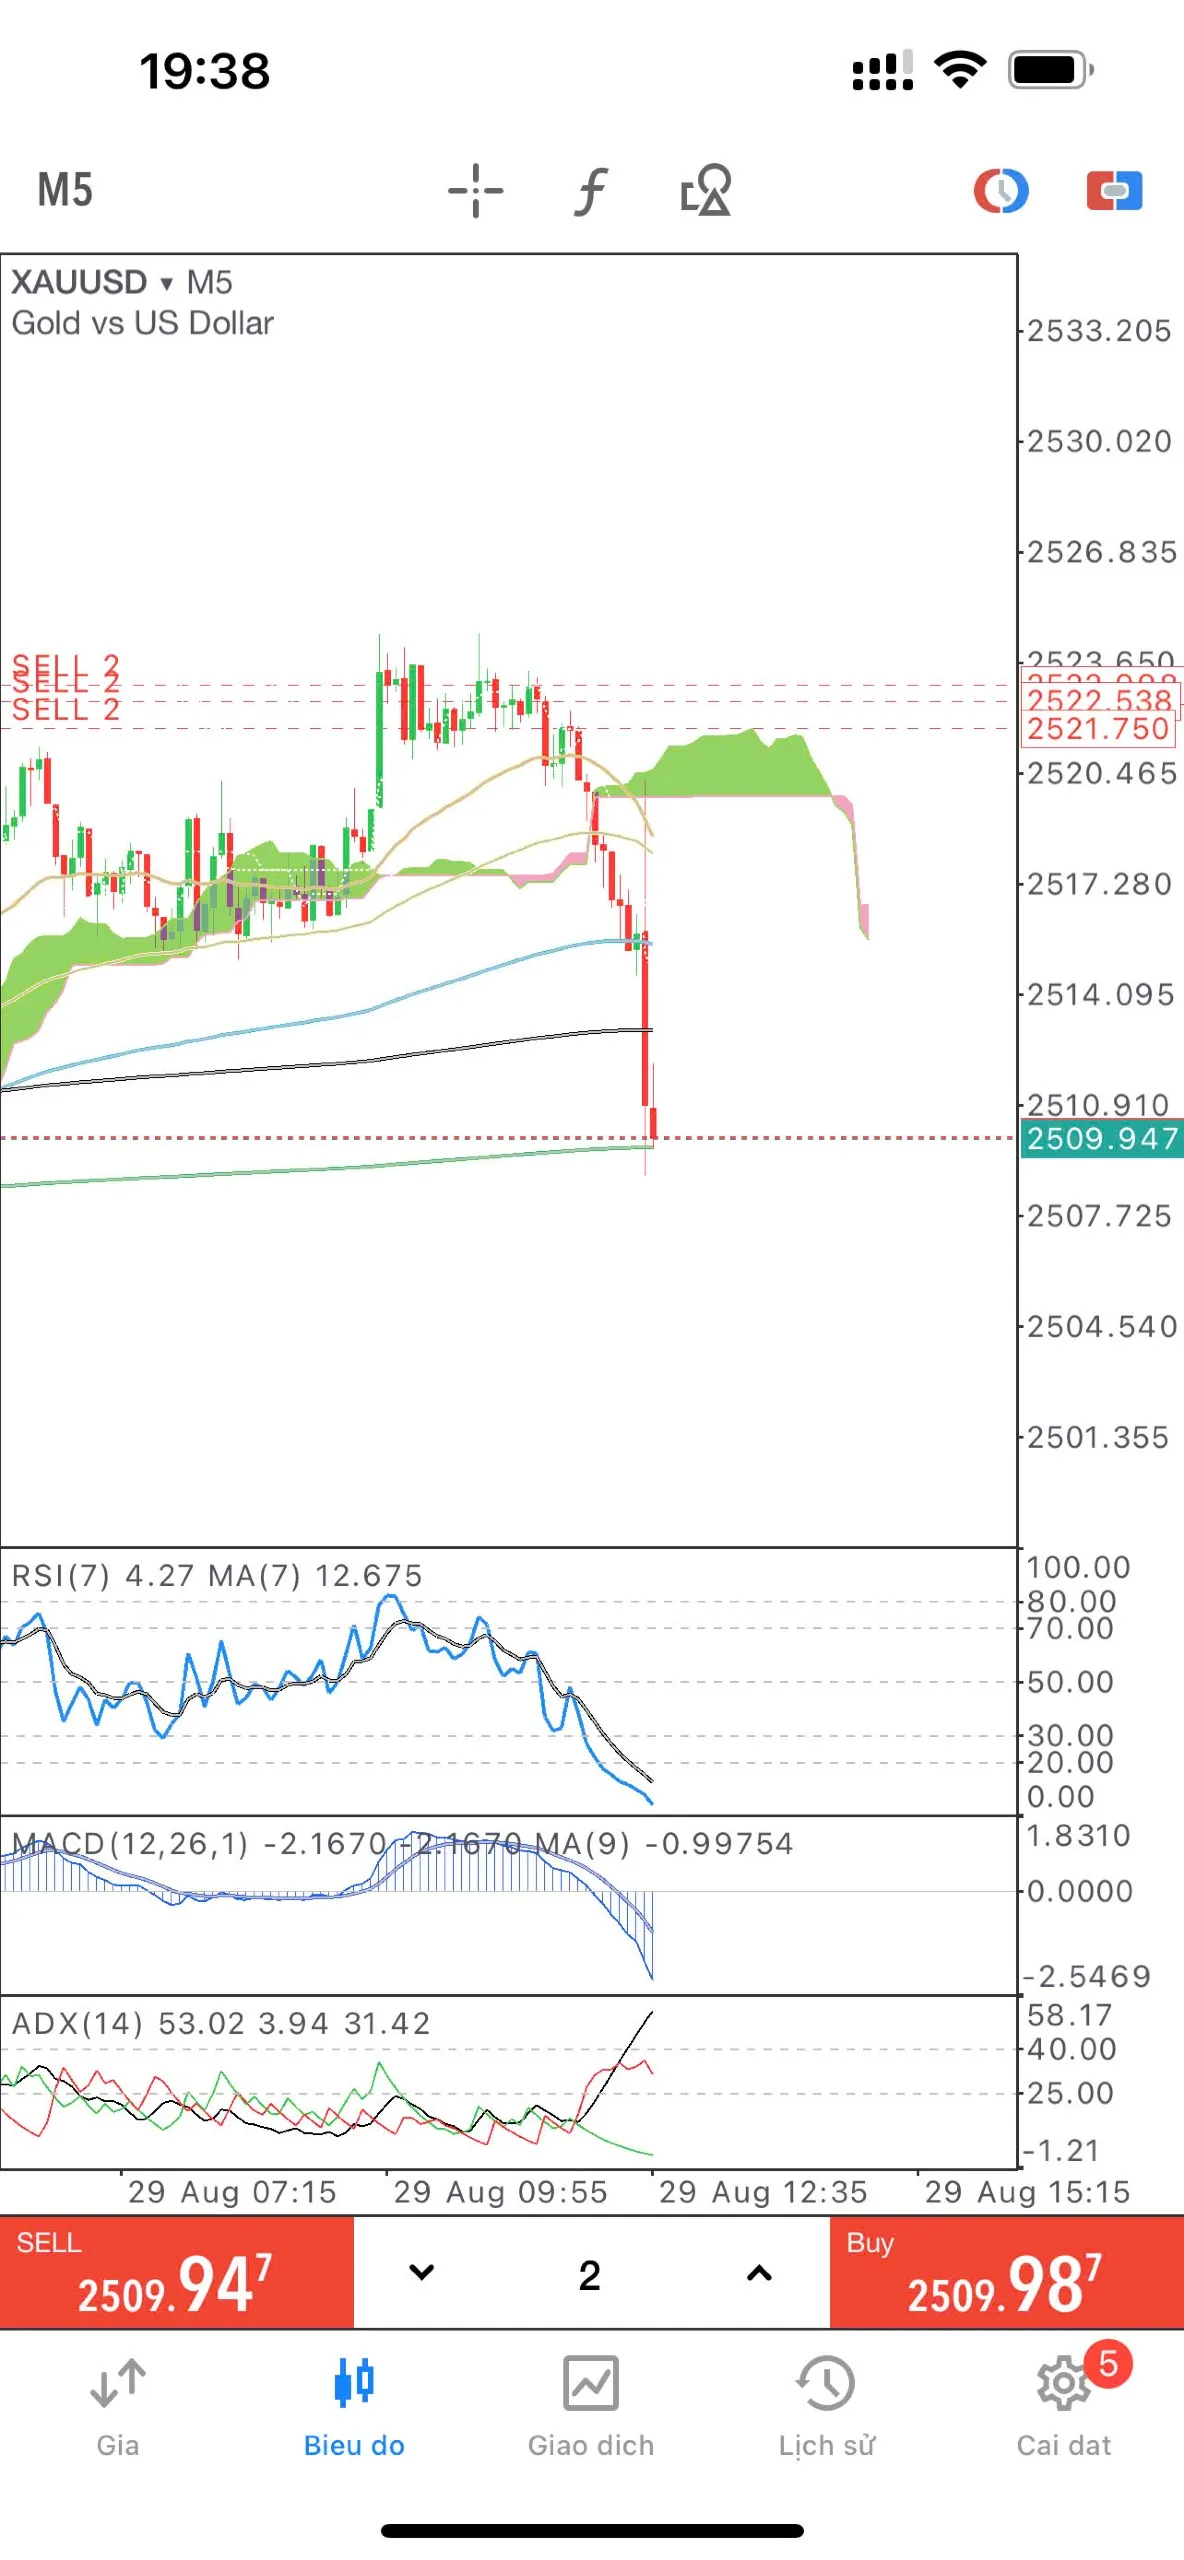 19:38
M5
XAUUSD ▾ M5
Gold vs US Dollar
2533.205
2530.020
2526.835
2523.650
SELL 2
SELL 2
2522.538
SELL 2
2521.750
2520.465
2517.280
2514.095
2510.910
2509.947
2507.725
2504.540
2501.355
RSI(7) 4.27 MA(7) 12.675
100.00
80.00
70.00
50.00
30.00
20.00
0.00
MACD(12,26,1) -2.1670 -2.1670 MA(9) -0.99754
1.8310
0.0000
-2.5469
ADX(14) 53.02 3.94 31.42
58.17
40.00
25.00
-1.21
29 Aug 07:15 29 Aug 09:55 29 Aug 12:35 29 Aug 15:15
SELL 2509.947
2
Buy 2509.987
5
Gia Bieu do Giao dich Lịch sử Cai dat